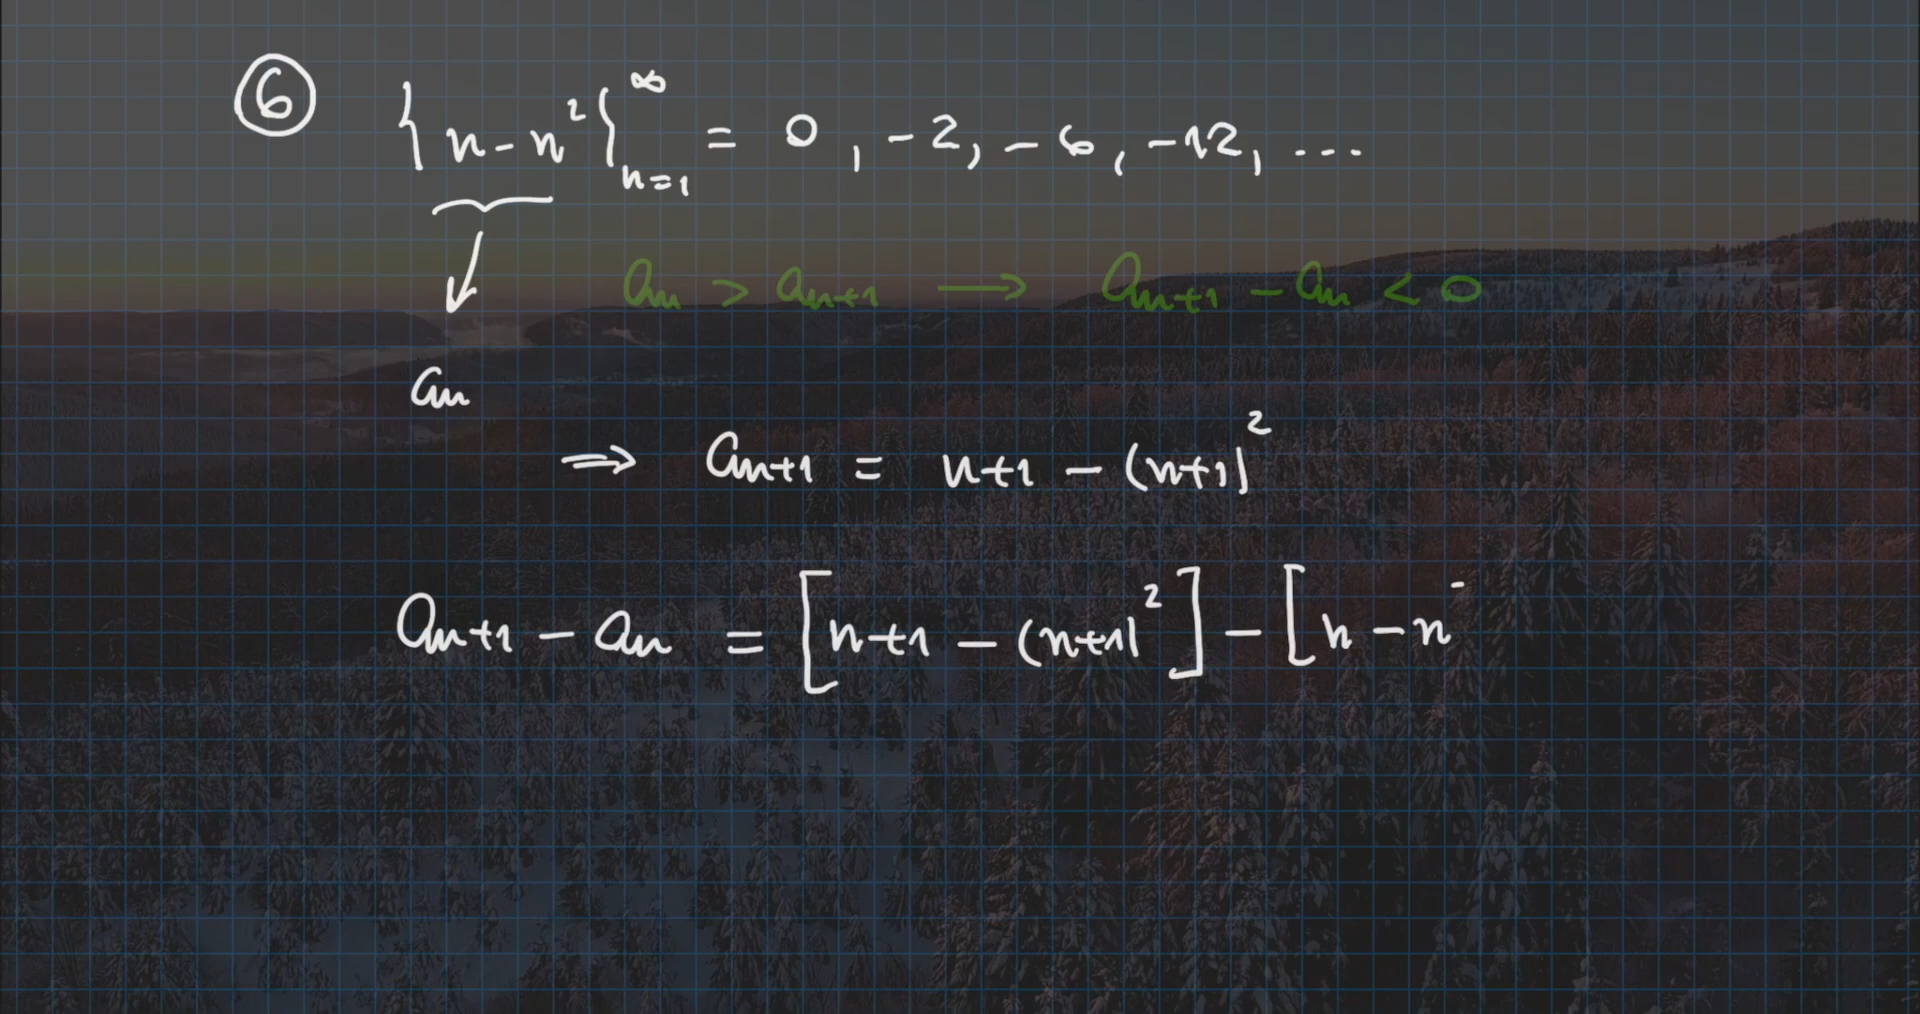 ⑥ {n-n²}^∞_{n=1} = 0, -2, -6, -12, ...
aₙ > aₙ₊₁ ⟶ aₙ₊₁ - aₙ < 0
aₙ
⇒ aₙ₊₁ = n+1 - (n+1)²
aₙ₊₁ - aₙ = [n+1 - (n+1)²] - [n-n